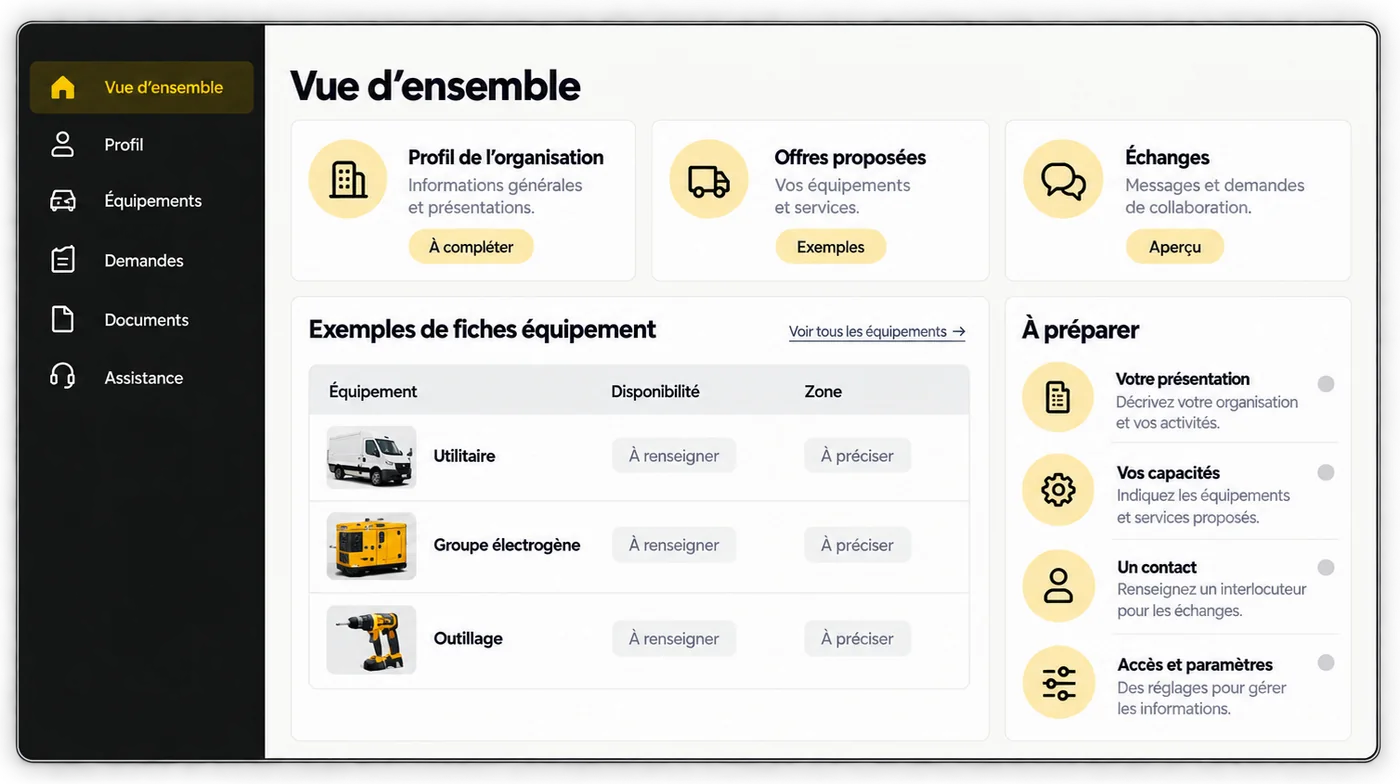 Vue d’ensemble
Profil
Équipements
Demandes
Documents
Assistance
Vue d’ensemble
Profil de l’organisation
Informations générales
et présentations.
À compléter
Offres proposées
Vos équipements
et services.
Exemples
Échanges
Messages et demandes
de collaboration.
Aperçu
Exemples de fiches équipement
Voir tous les équipements →
Équipement Disponibilité Zone
Utilitaire À renseigner À préciser
Groupe électrogène À renseigner À préciser
Outillage À renseigner À préciser
À préparer
Votre présentation
Décrivez votre organisation
et vos activités.
Vos capacités
Indiquez les équipements
et services proposés.
Un contact
Renseignez un interlocuteur
pour les échanges.
Accès et paramètres
Des réglages pour gérer
les informations.